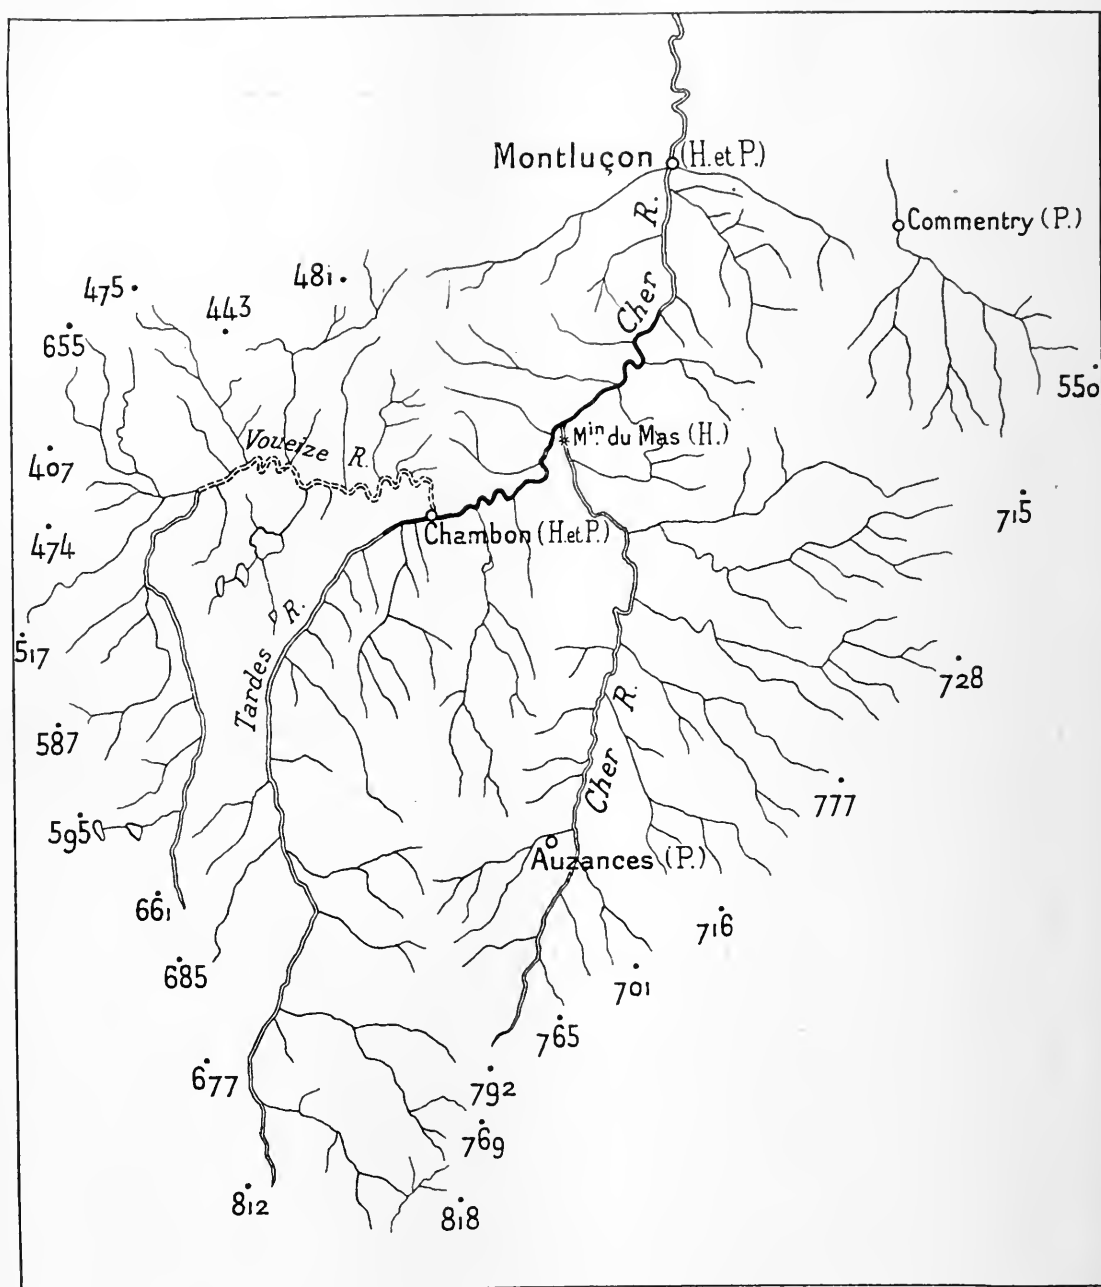 Montluçon (H. et P.)
R.
Commentry (P.)
Cher
481
475
443
655
550
Min. du Mas (H.)
Voueize R.
407
715
474
Chambon (H. et P.)
R.
517
Tardes
728
R.
587
Cher
777
595
Auzances (P.)
661
716
685
701
765
677
792
769
812
818